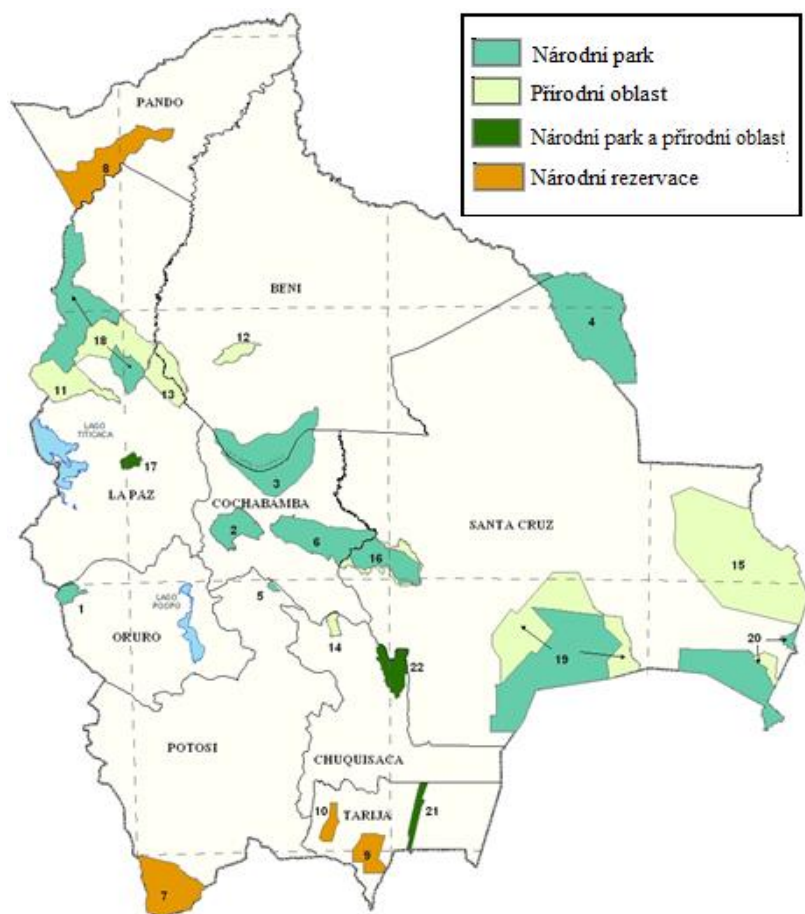 Národní park
Přírodní oblast
Národní park a přírodní oblast
Národní rezervace
PANDO
8
BENI
4
12
18
11
13
LAGO
TITICACA
17
LA PAZ
3
COCHABAMBA
2
6
16
SANTA CRUZ
15
1
5
LAGO
POOPO
ORURO
14
20
19
22
POTOSI
CHUQUISACA
10
TARIJA
21
9
7